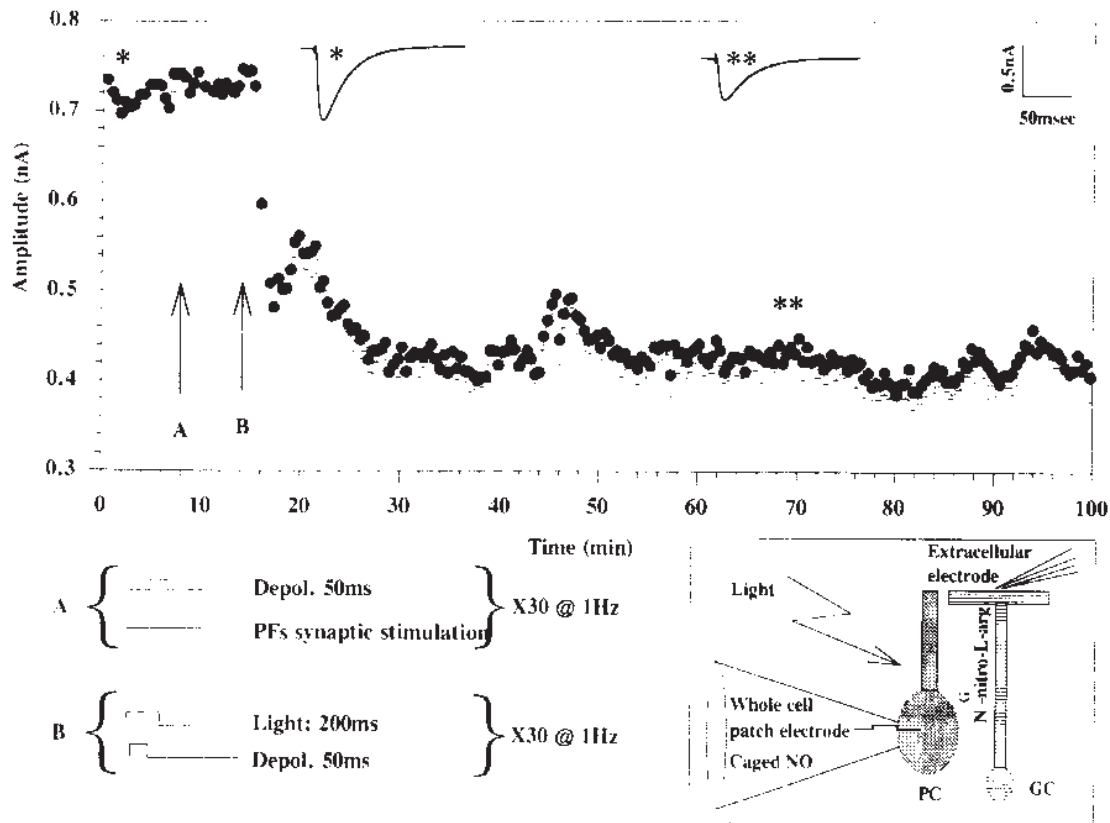 0.8
0.7
0.6
0.5
0.4
0.3
Amplitude (nA)
*
*
**
0.5nA
50msec
**
A
B
0 10 20 30 40 50 60 70 80 90 100
Time (min)
A
Depol. 50ms
PFs synaptic stimulation
X30 @ 1Hz
B
Light: 200ms
Depol. 50ms
X30 @ 1Hz
Extracellular
electrode
Light
Whole cell
patch electrode
Caged NO
N -nitro-L-arg.
G
PC
GC